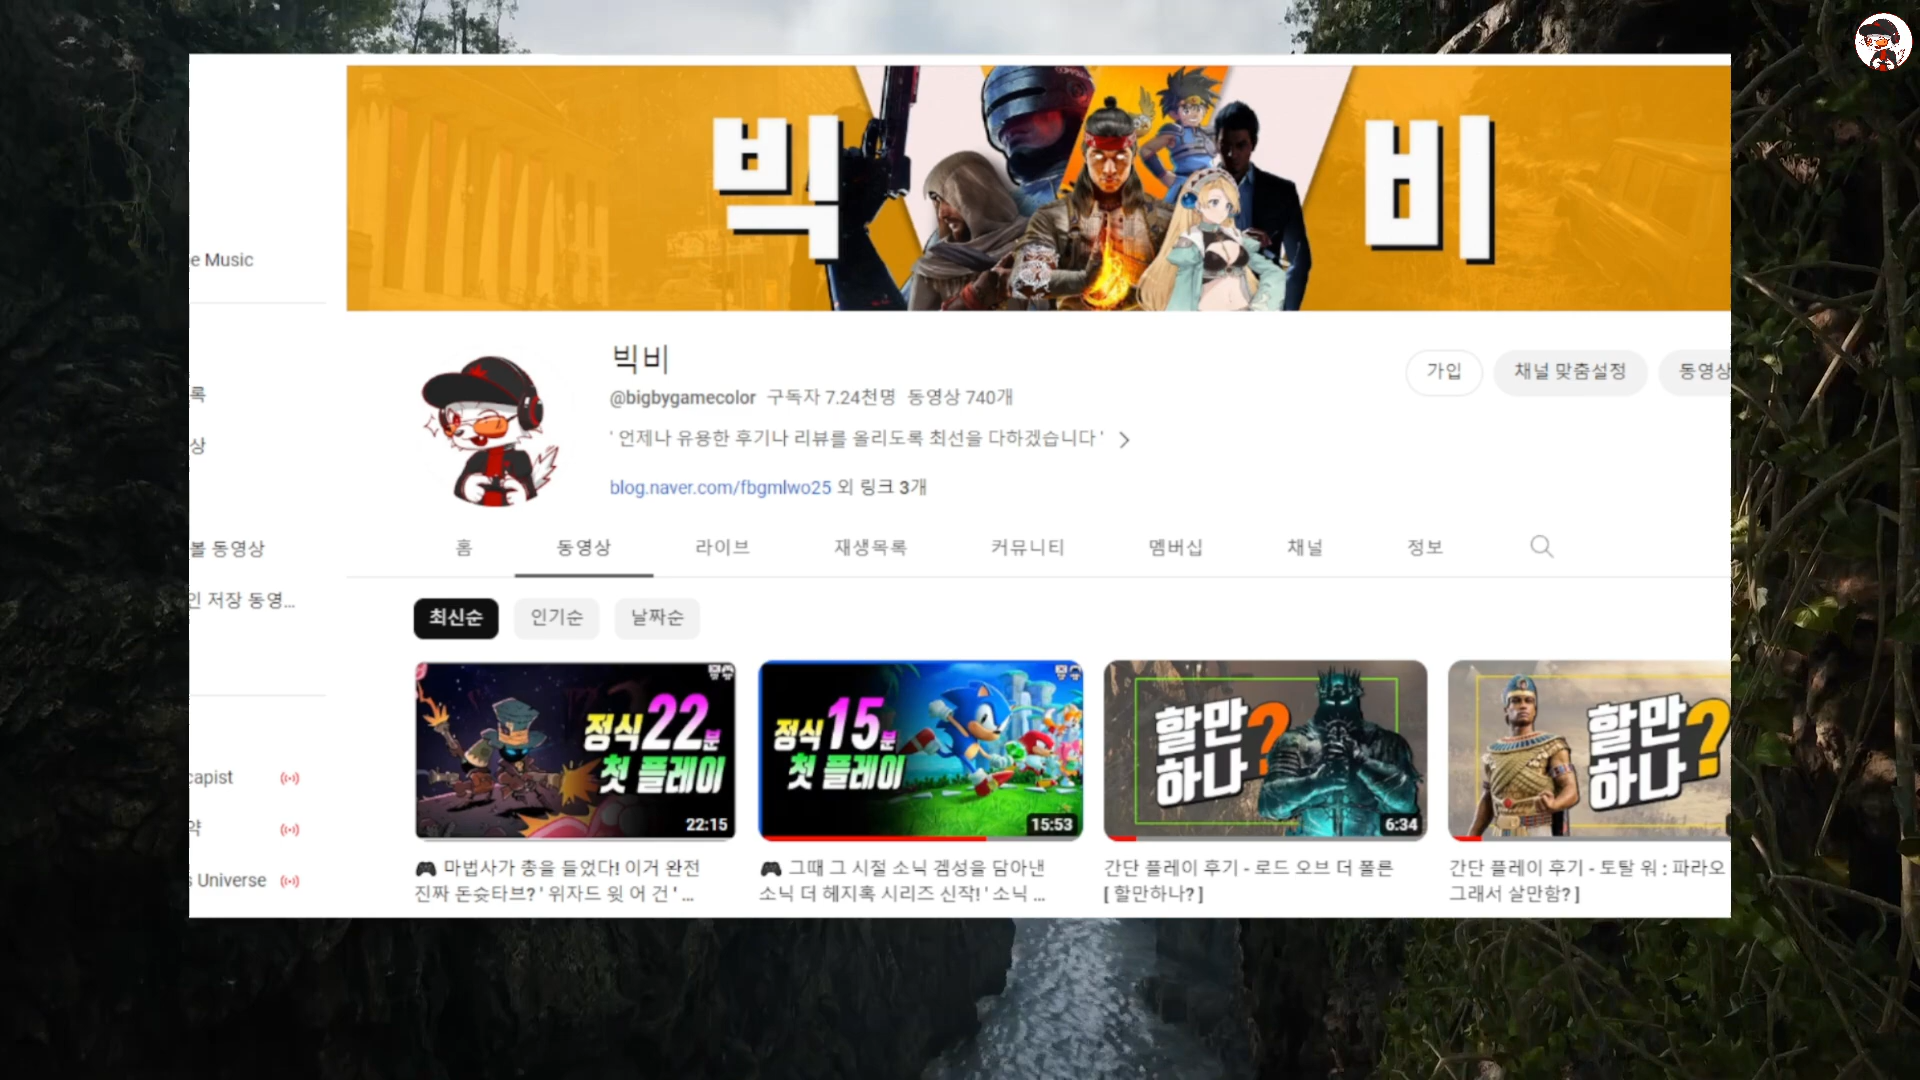 빅비
e Music
록
상
볼 동영상
인 저장 동영...
capist
약
s Universe
빅비
@bigbygamecolor 구독자 7.24천명 동영상 740개
' 언제나 유용한 후기나 리뷰를 올리도록 최선을 다하겠습니다 '
blog.naver.com/fbgmlwo25 외 링크 3개
가입
채널 맞춤설정
동영상
홈
동영상
라이브
재생목록
커뮤니티
멤버십
채널
정보
최신순
인기순
날짜순
정식22분
첫 플레이
22:15
정식15분
첫 플레이
15:53
할만
하나?
6:34
할만
하나?
🎮 마법사가 총을 들었다! 이거 완전
진짜 돈슛타브? ' 위자드 윗 어 건 ' ...
🎮 그때 그 시절 소닉 겜성을 담아낸
소닉 더 헤지혹 시리즈 신작! ' 소닉 ...
간단 플레이 후기 - 로드 오브 더 폴른
[ 할만하나? ]
간단 플레이 후기 - 토탈 워 : 파라오
그래서 살만함? ]